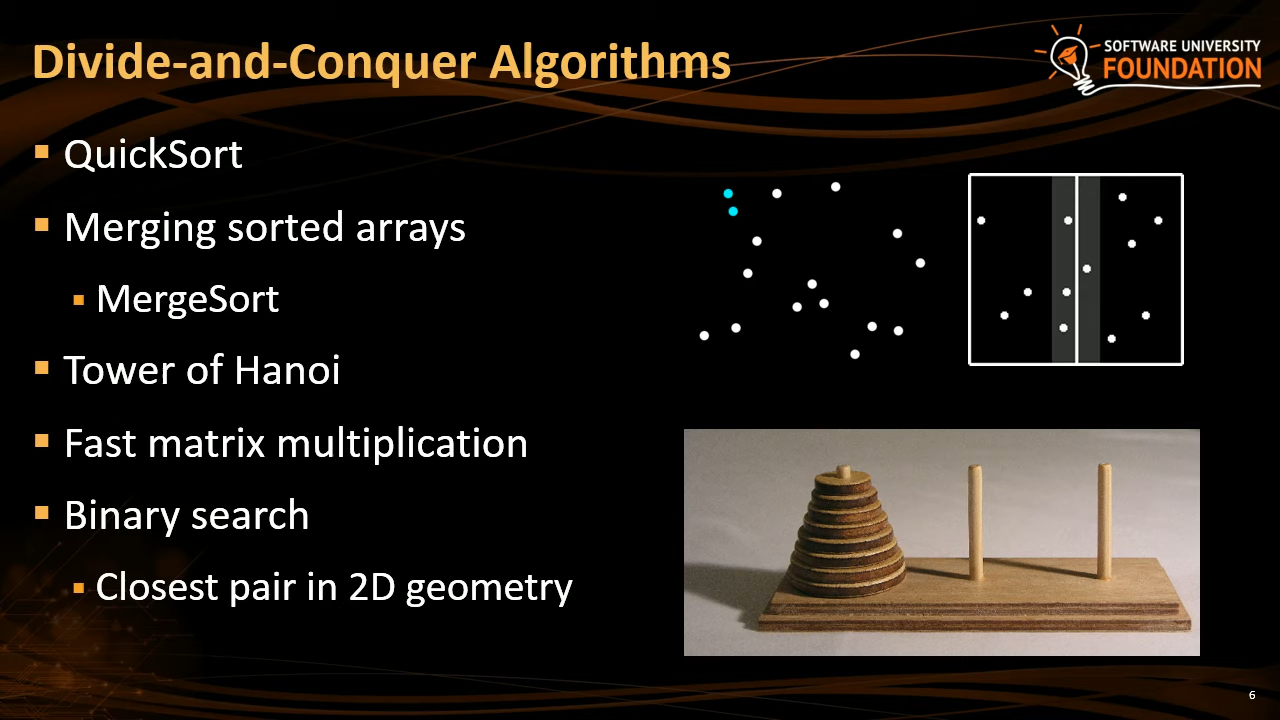 Divide-and-Conquer Algorithms
SOFTWARE UNIVERSITY
FOUNDATION
QuickSort
Merging sorted arrays
MergeSort
Tower of Hanoi
Fast matrix multiplication
Binary search
Closest pair in 2D geometry
6